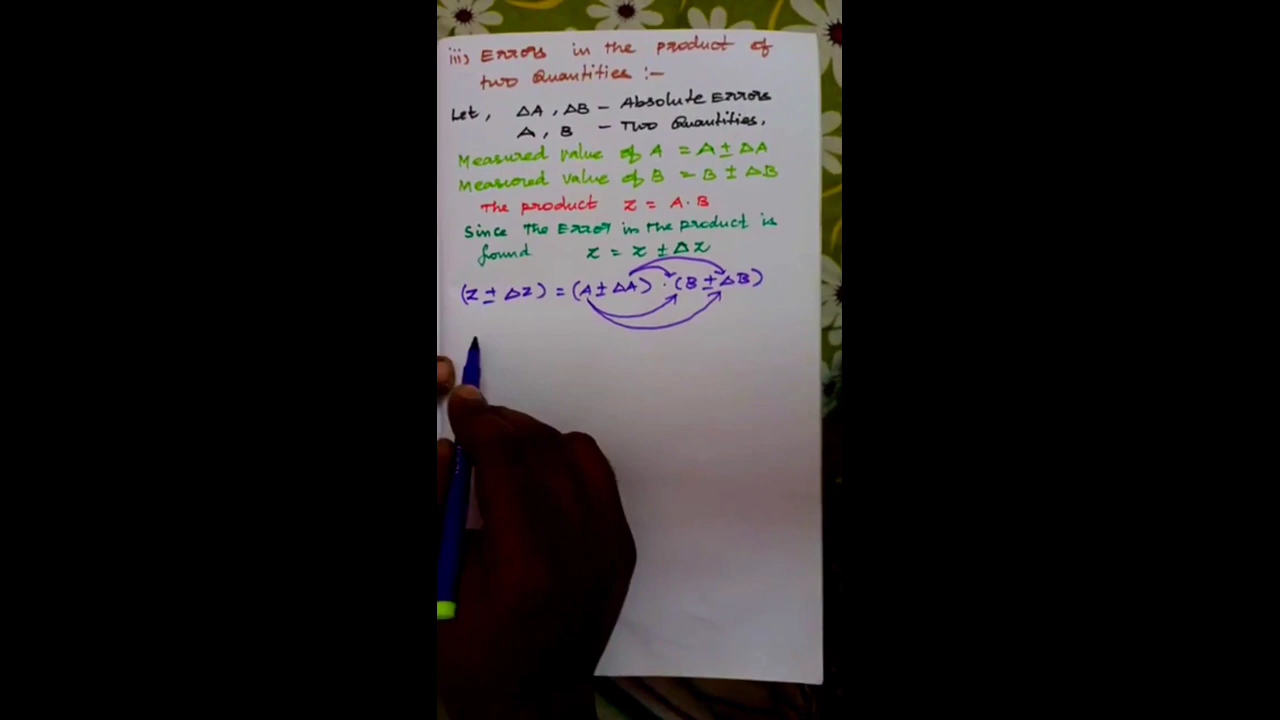 iii) Errors in the product of
two Quantities :-
Let, ΔA, ΔB - Absolute Errors
A, B - Two Quantities.
Measured value of A = A ± ΔA
Measured value of B = B ± ΔB
The product Z = A·B
Since the Error in the product is
found Z = Z ± ΔZ
(Z ± ΔZ) = (A ± ΔA) · (B ± ΔB)